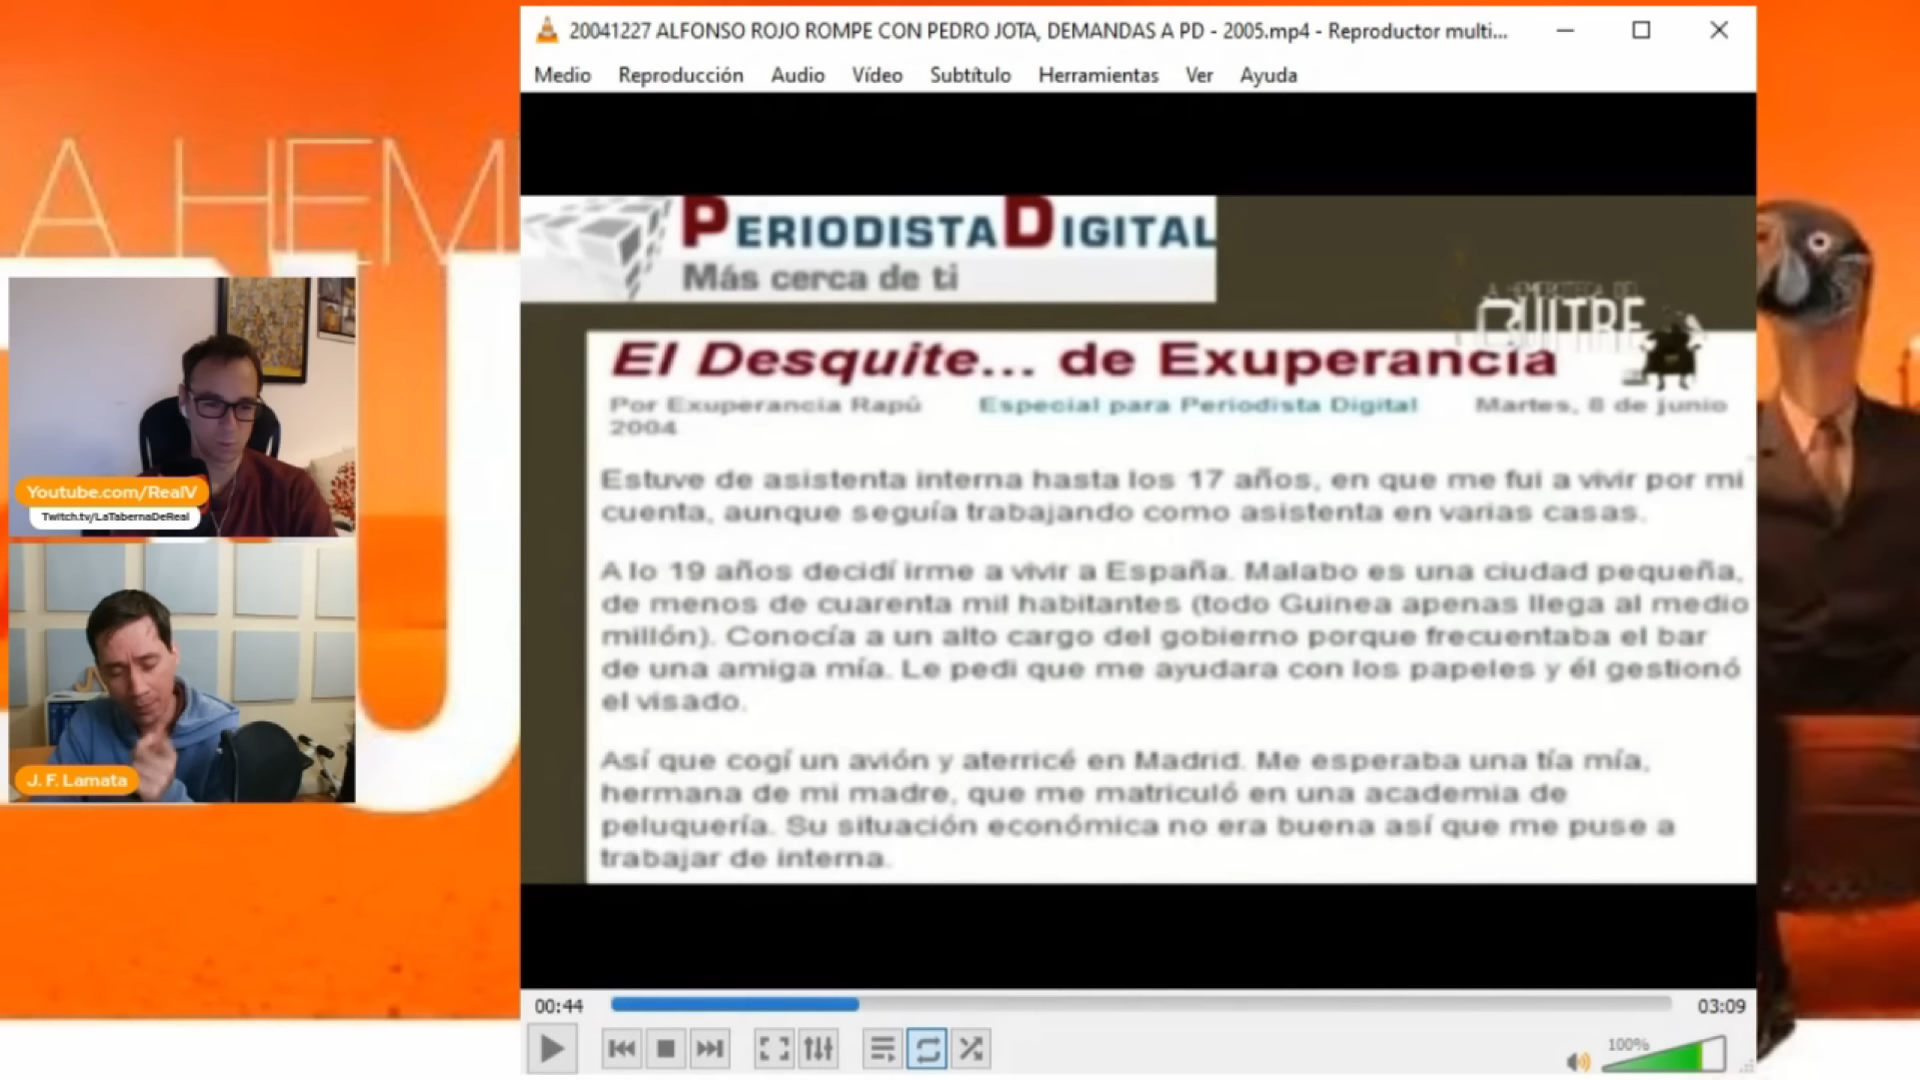 20041227 ALFONSO ROJO ROMPE CON PEDRO JOTA, DEMANDAS A PD - 2005.mp4 - Reproductor multi...
Medio Reproducción Audio Vídeo Subtítulo Herramientas Ver Ayuda
A HEM
PERIODISTA DIGITAL
Más cerca de ti
A HEMEROTECA DEL
BUITRE
El Desquite... de Exuperancia
Por Exuperancia Rapú Especial para Periodista Digital Martes, 8 de junio
2004
Estuve de asistenta interna hasta los 17 años, en que me fui a vivir por mi
cuenta, aunque seguía trabajando como asistenta en varias casas.
A lo 19 años decidí irme a vivir a España. Malabo es una ciudad pequeña,
de menos de cuarenta mil habitantes (todo Guinea apenas llega al medio
millón). Conocía a un alto cargo del gobierno porque frecuentaba el bar
de una amiga mía. Le pedi que me ayudara con los papeles y él gestionó
el visado.
Así que cogí un avión y aterricé en Madrid. Me esperaba una tía mía,
hermana de mi madre, que me matriculó en una academia de
peluquería. Su situación económica no era buena así que me puse a
trabajar de interna.
Youtube.com/RealV
Twitch.tv/LaTabernaDeReal
J. F. Lamata
00:44 03:09
100%